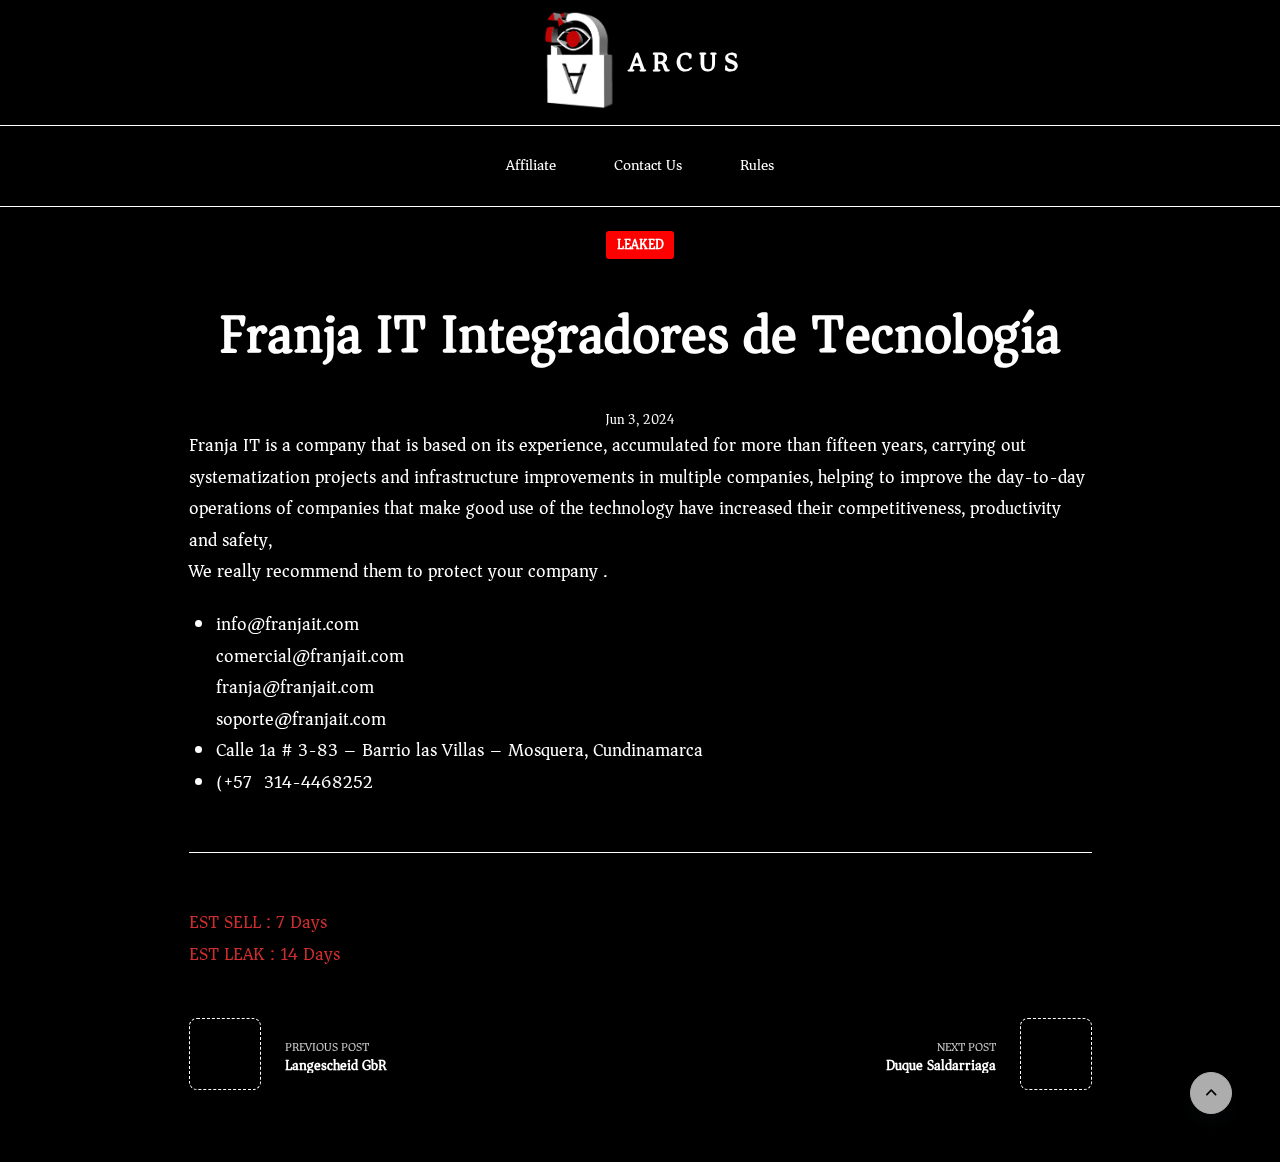 ARCUS
Affiliate
Contact Us
Rules
LEAKED
Franja IT Integradores de Tecnología
Jun 3, 2024
Franja IT is a company that is based on its experience, accumulated for more than fifteen years, carrying out
systematization projects and infrastructure improvements in multiple companies, helping to improve the day-to-day
operations of companies that make good use of the technology have increased their competitiveness, productivity
and safety,
We really recommend them to protect your company .
info@franjait.com
comercial@franjait.com
franja@franjait.com
soporte@franjait.com
Calle 1a # 3-83 – Barrio las Villas – Mosquera, Cundinamarca
(+57 314-4468252
EST SELL : 7 Days
EST LEAK : 14 Days
PREVIOUS POST
Langescheid GbR
NEXT POST
Duque Saldarriaga